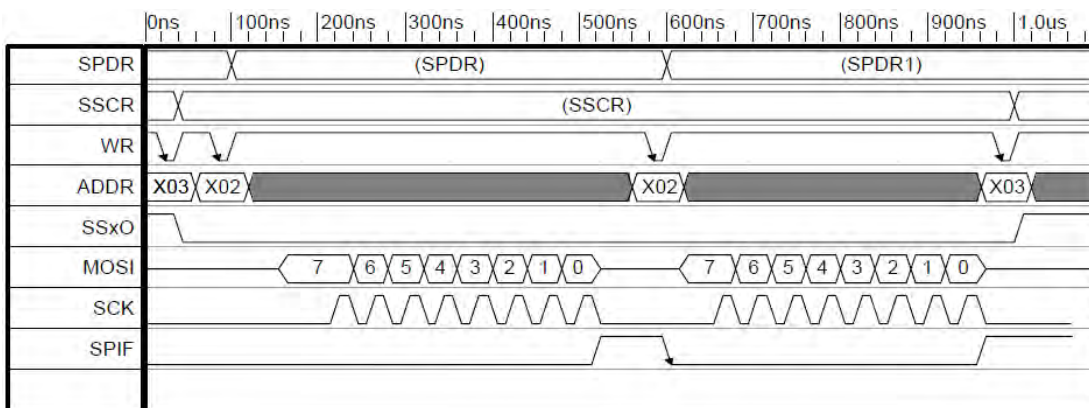 0ns 100ns 200ns 300ns 400ns 500ns 600ns 700ns 800ns 900ns 1.0us
SPDR (SPDR) (SPDR1)
SSCR (SSCR)
WR
ADDR X03 X02 X02 X03
SSxO
MOSI 7 6 5 4 3 2 1 0 7 6 5 4 3 2 1 0
SCK
SPIF